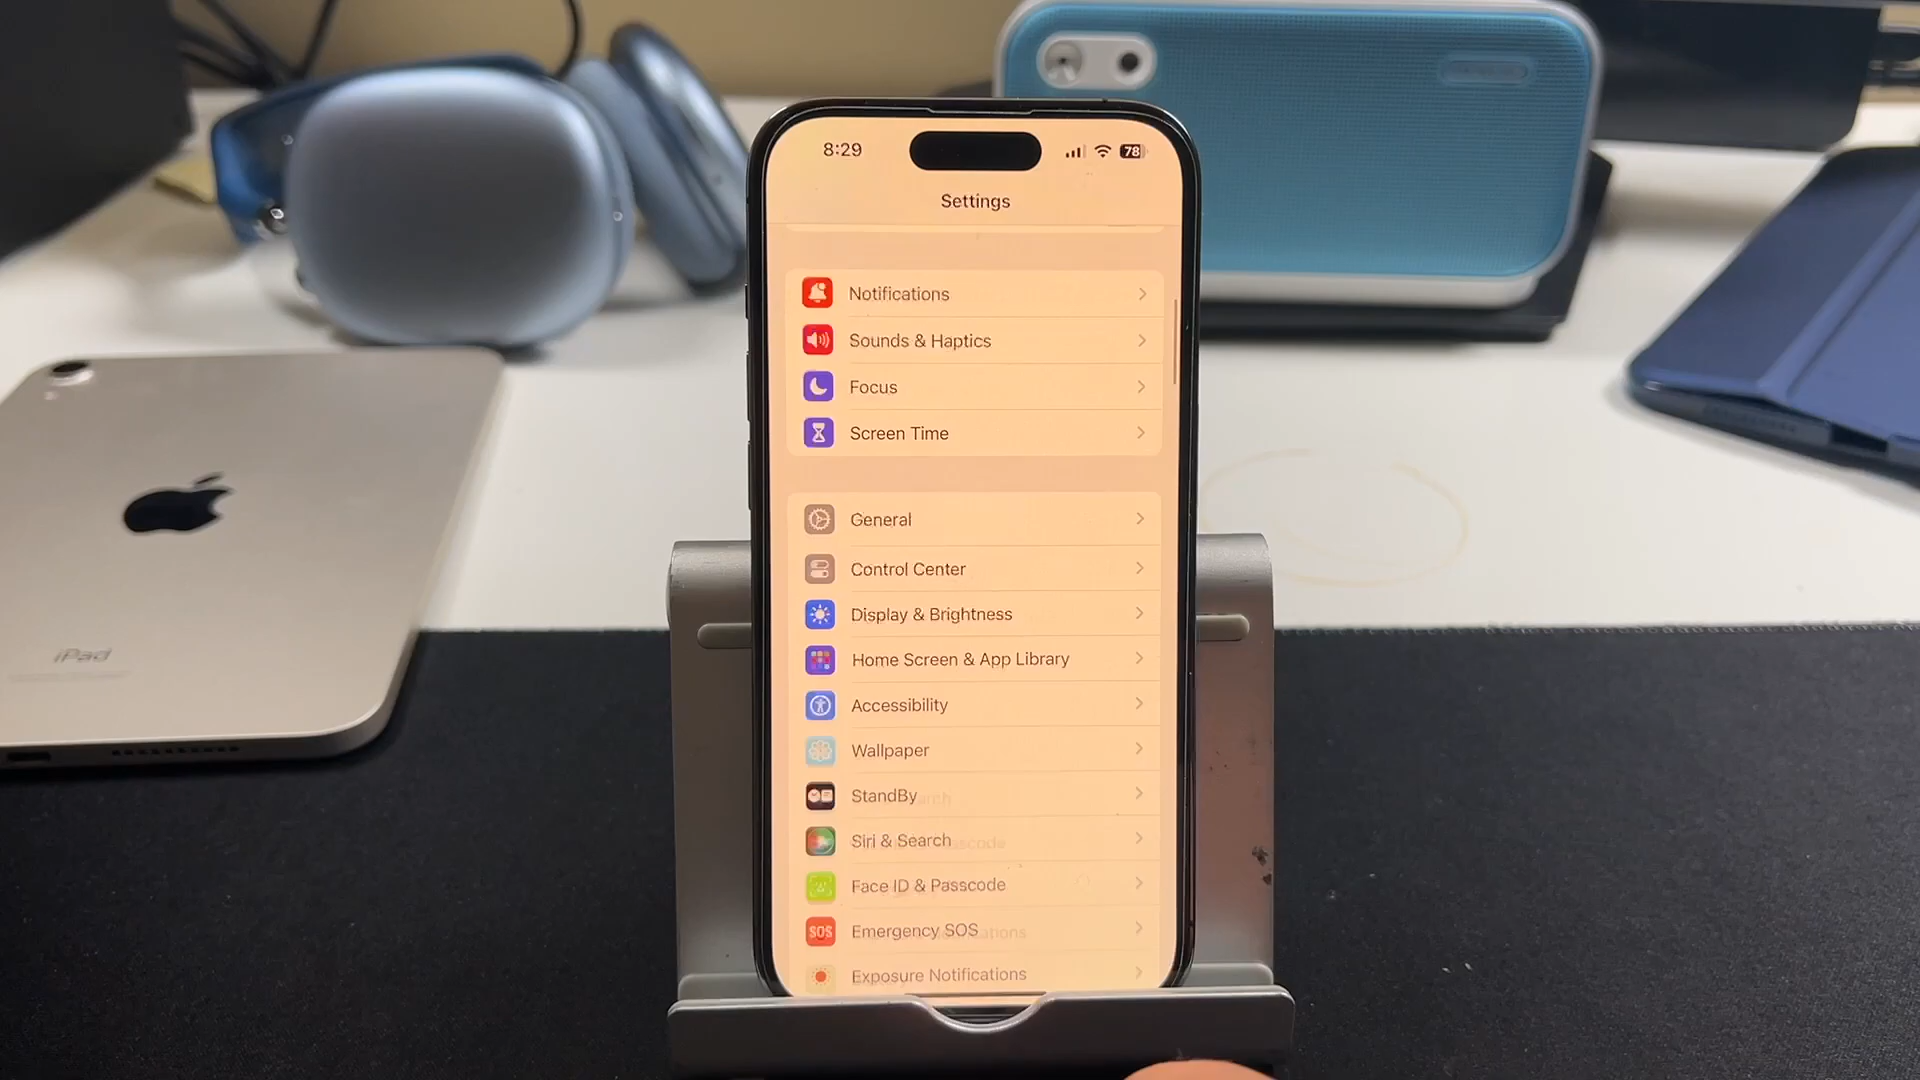 8:29
78
Settings
Notifications
Sounds & Haptics
Focus
Screen Time
General
Control Center
Display & Brightness
Home Screen & App Library
Accessibility
Wallpaper
StandBy
Siri & Search
Face ID & Passcode
SOS
Emergency SOS
Exposure Notifications
iPad